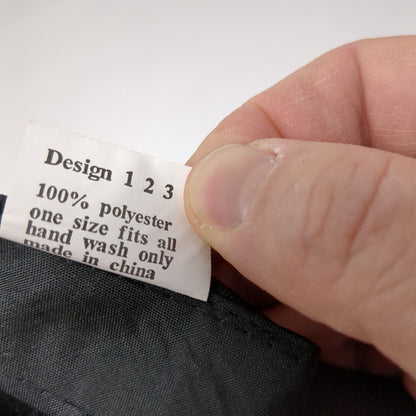 Design 1 2 3
100% polyester
one size fits all
hand wash only
made in china